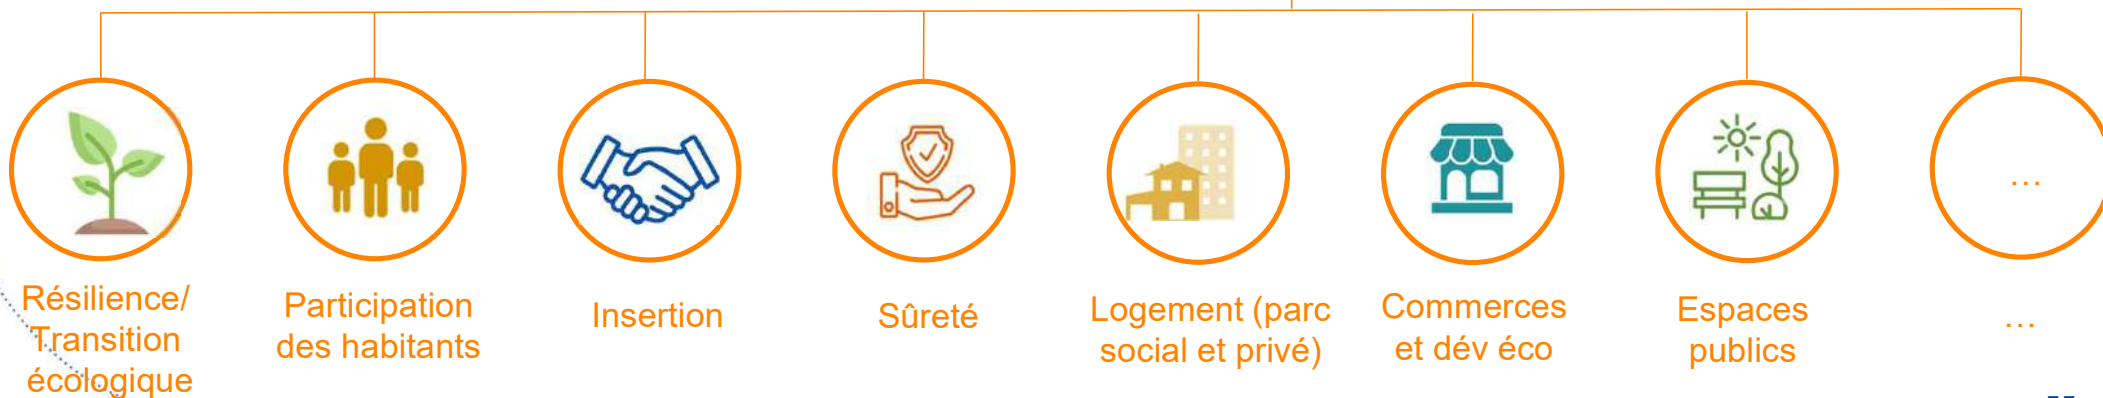 Résilience/
Transition
écologique
Participation
des habitants
Insertion
Sûreté
Logement (parc
social et privé)
Commerces
et dév éco
Espaces
publics
…
…